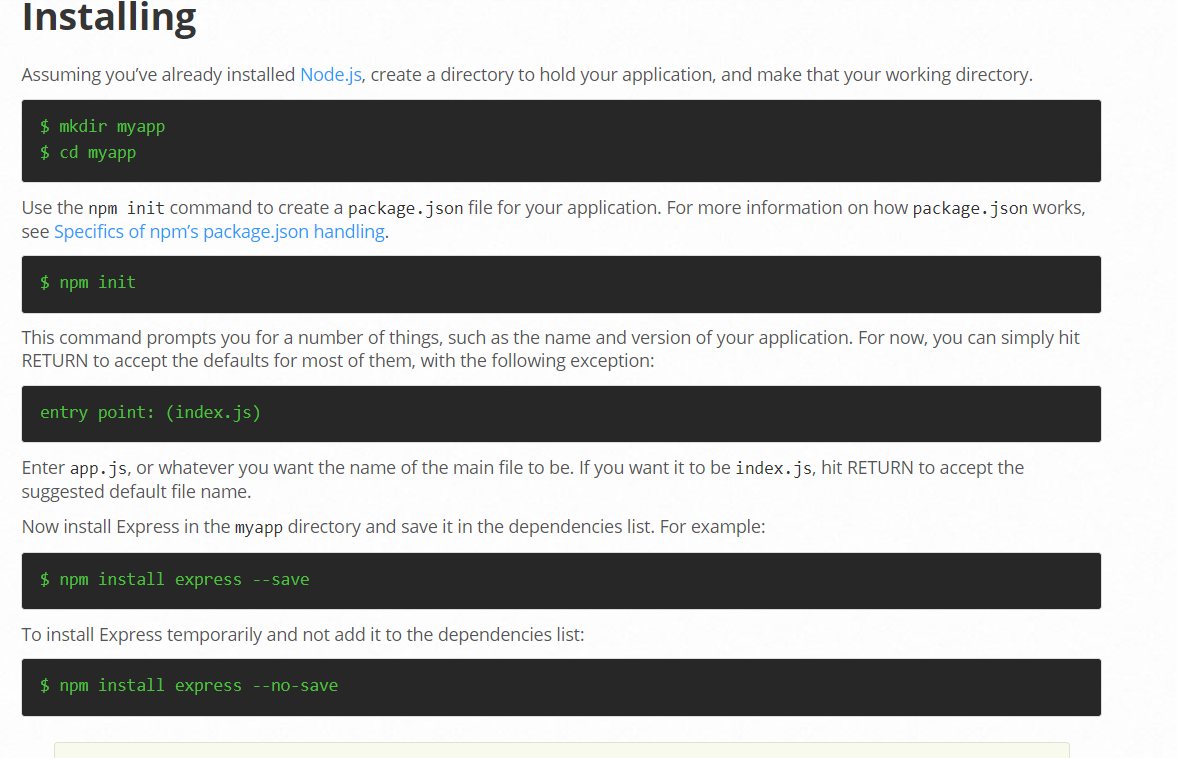 Installing
Assuming you’ve already installed Node.js, create a directory to hold your application, and make that your working directory.
$ mkdir myapp
$ cd myapp
Use the npm init command to create a package.json file for your application. For more information on how package.json works,
see Specifics of npm’s package.json handling.
$ npm init
This command prompts you for a number of things, such as the name and version of your application. For now, you can simply hit
RETURN to accept the defaults for most of them, with the following exception:
entry point: (index.js)
Enter app.js, or whatever you want the name of the main file to be. If you want it to be index.js, hit RETURN to accept the
suggested default file name.
Now install Express in the myapp directory and save it in the dependencies list. For example:
$ npm install express --save
To install Express temporarily and not add it to the dependencies list:
$ npm install express --no-save